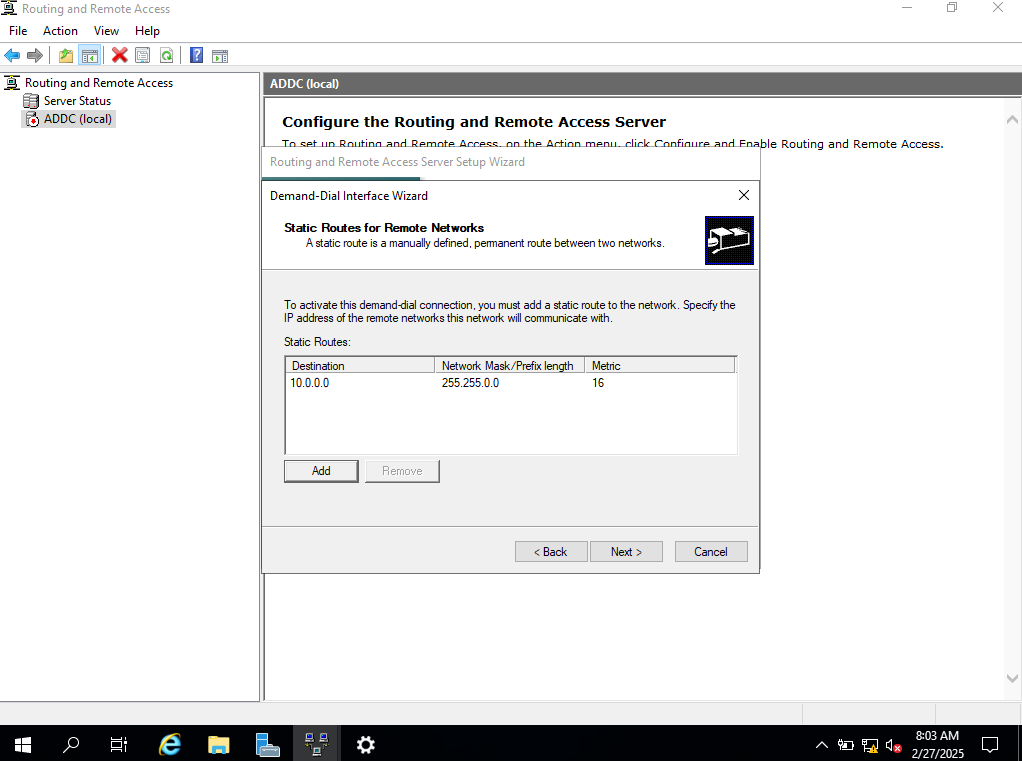 Routing and Remote Access
File Action View Help
Routing and Remote Access
Server Status
ADDC (local)
ADDC (local)
Configure the Routing and Remote Access Server
To set up Routing and Remote Access, on the Action menu, click Configure and Enable Routing and Remote Access.
Routing and Remote Access Server Setup Wizard
Demand-Dial Interface Wizard
Static Routes for Remote Networks
A static route is a manually defined, permanent route between two networks.
To activate this demand-dial connection, you must add a static route to the network. Specify the
IP address of the remote networks this network will communicate with.
Static Routes:
Destination Network Mask/Prefix length Metric
10.0.0.0 255.255.0.0 16
Add Remove
< Back Next > Cancel
8:03 AM
2/27/2025